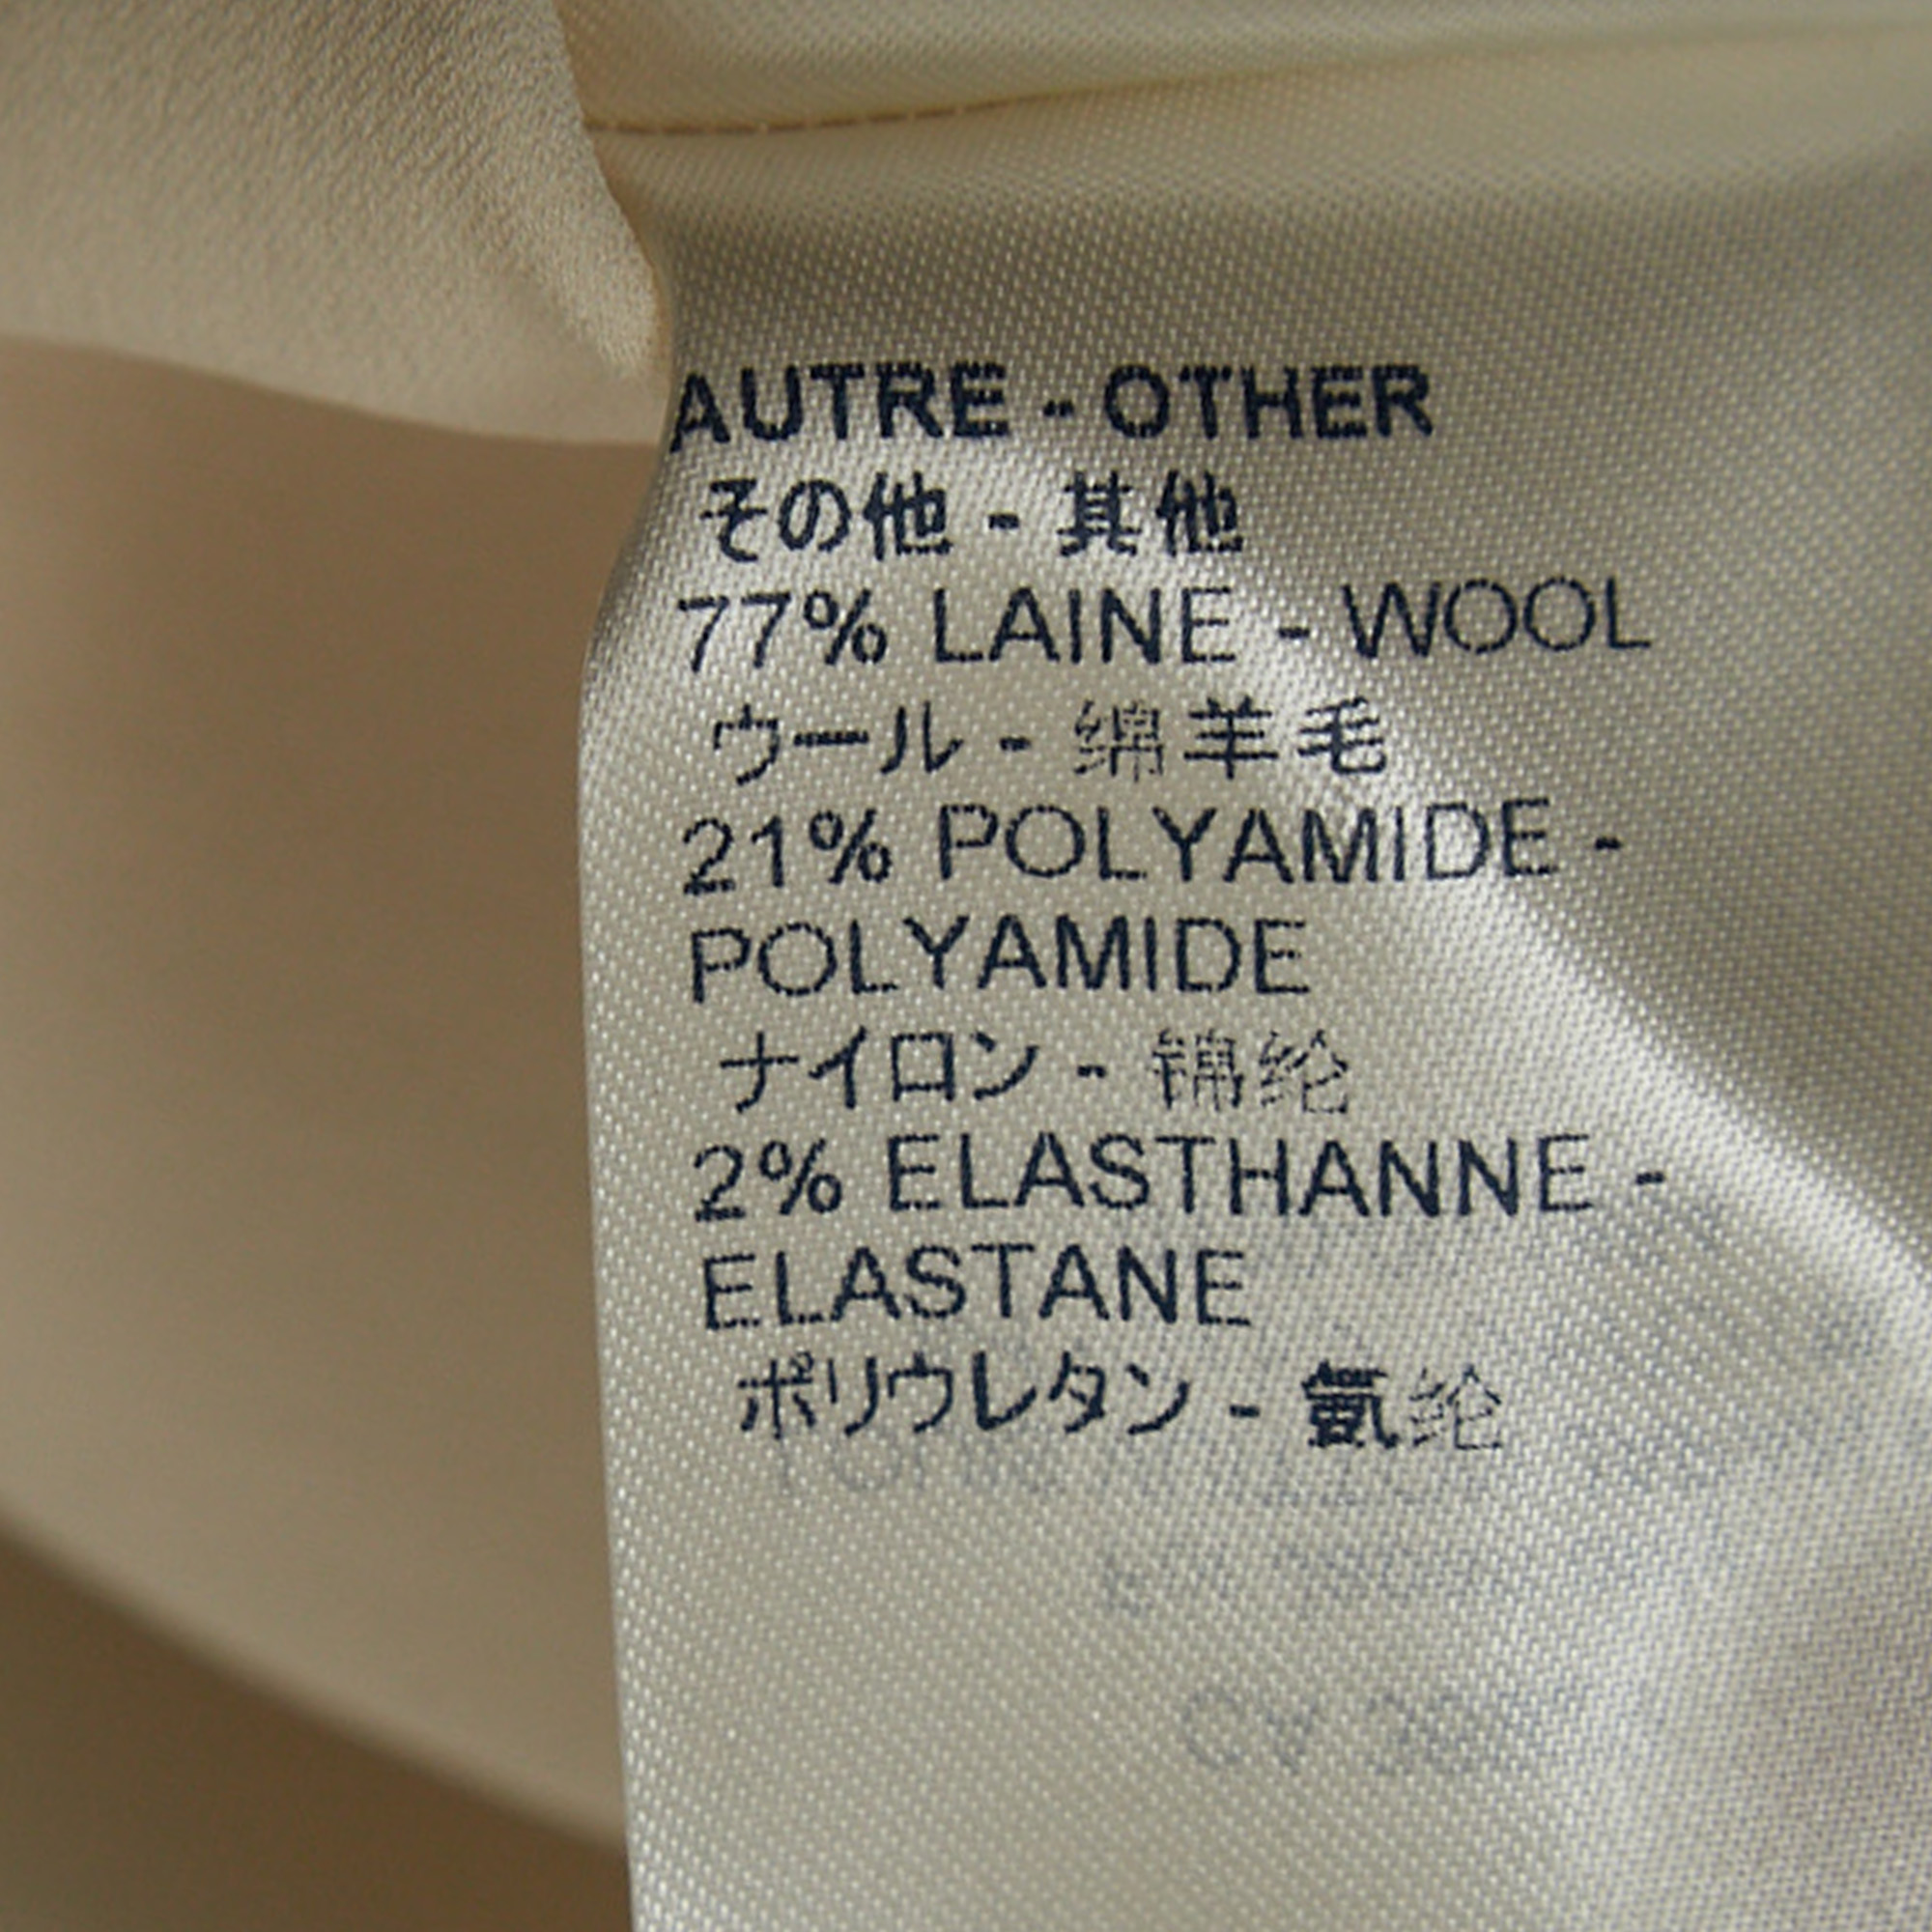 AUTRE - OTHER
その他 - 其他
77% LAINE - WOOL
ウール - 绵羊毛
21% POLYAMIDE -
POLYAMIDE
ナイロン - 锦纶
2% ELASTHANNE -
ELASTANE
ポリウレタン - 氨纶